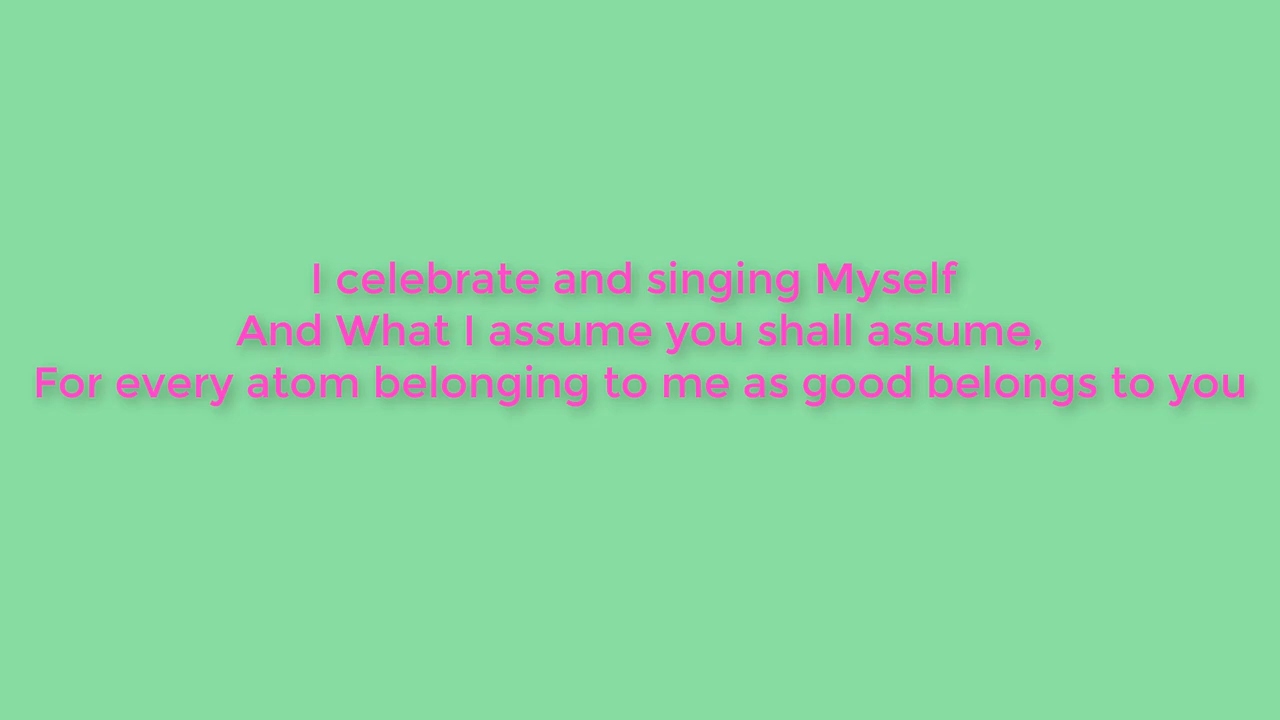 I celebrate and singing Myself
And What I assume you shall assume,
For every atom belonging to me as good belongs to you